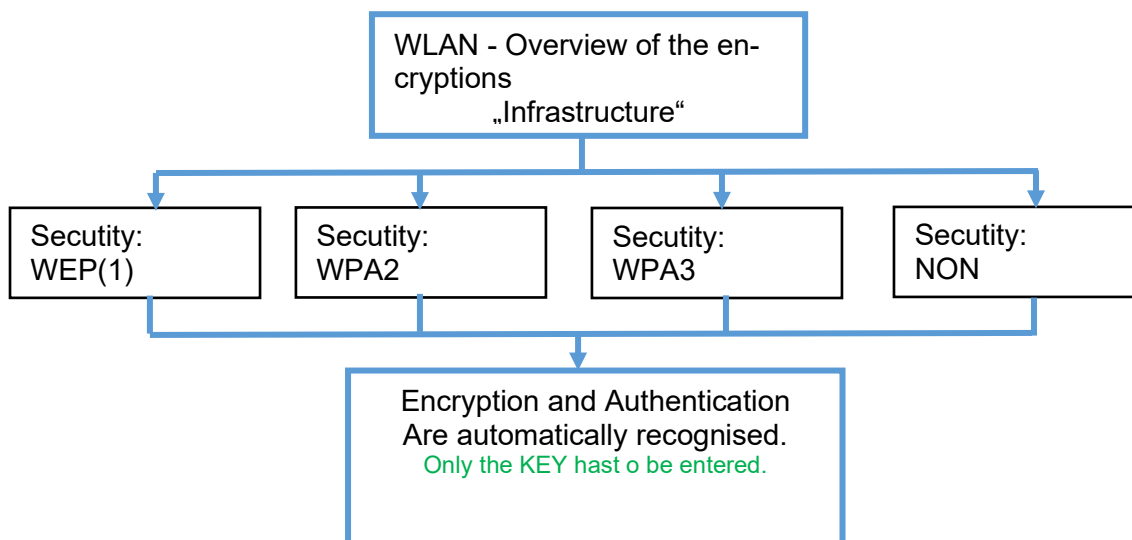 WLAN - Overview of the en-
cryptions
„Infrastructure“
Secutity:
WEP(1)
Secutity:
WPA2
Secutity:
WPA3
Secutity:
NON
Encryption and Authentication
Are automatically recognised.
Only the KEY hast o be entered.